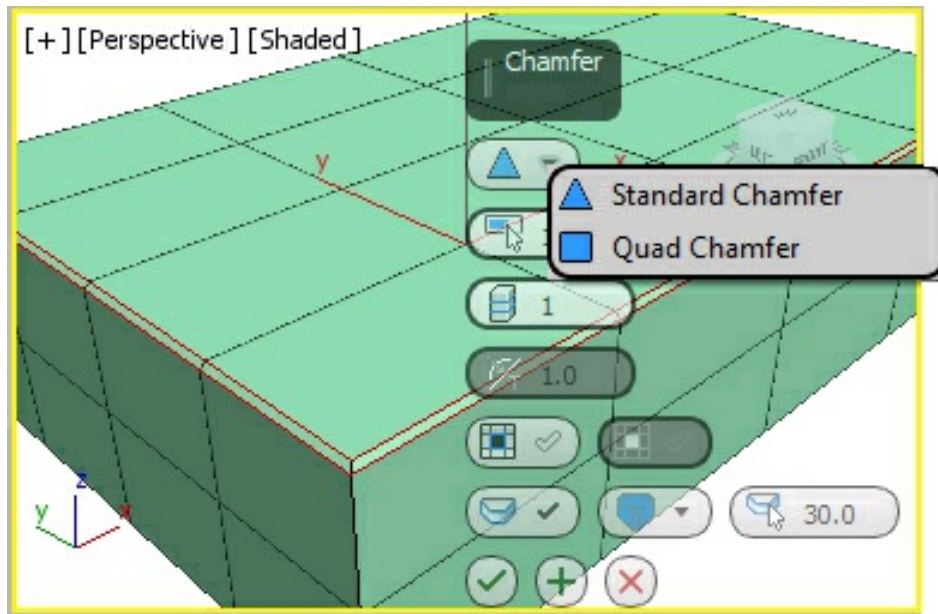 [+][Perspective][Shaded]
Chamfer
y
x
Standard Chamfer
Quad Chamfer
1
1.0
30.0
z
y
x